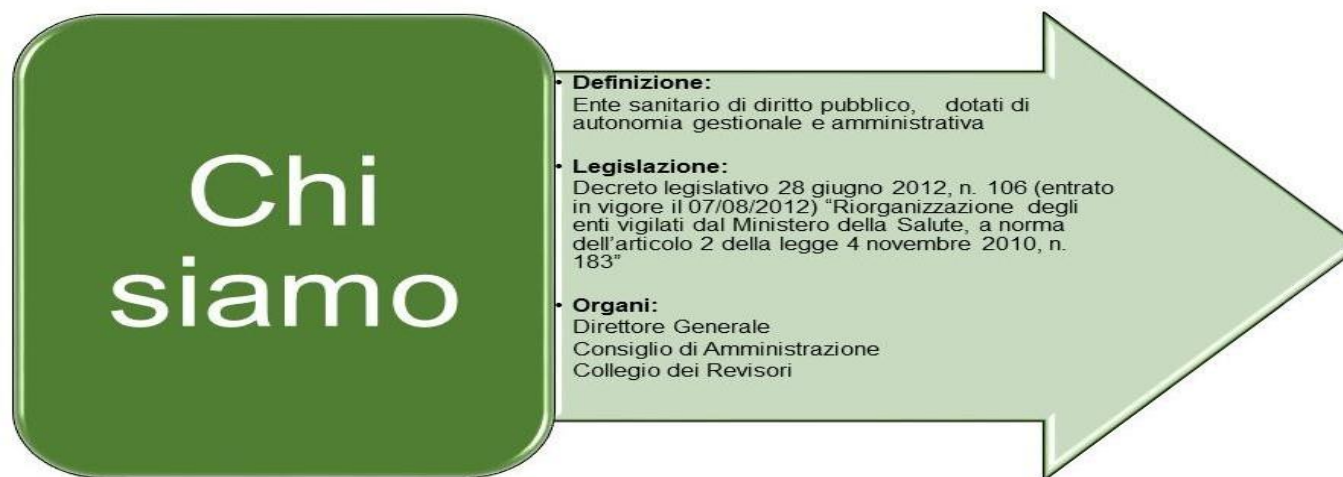 Chi
siamo
• Definizione:
Ente sanitario di diritto pubblico, dotati di
autonomia gestionale e amministrativa
• Legislazione:
Decreto legislativo 28 giugno 2012, n. 106 (entrato
in vigore il 07/08/2012) “Riorganizzazione degli
enti vigilati dal Ministero della Salute, a norma
dell’articolo 2 della legge 4 novembre 2010, n.
183”
• Organi:
Direttore Generale
Consiglio di Amministrazione
Collegio dei Revisori